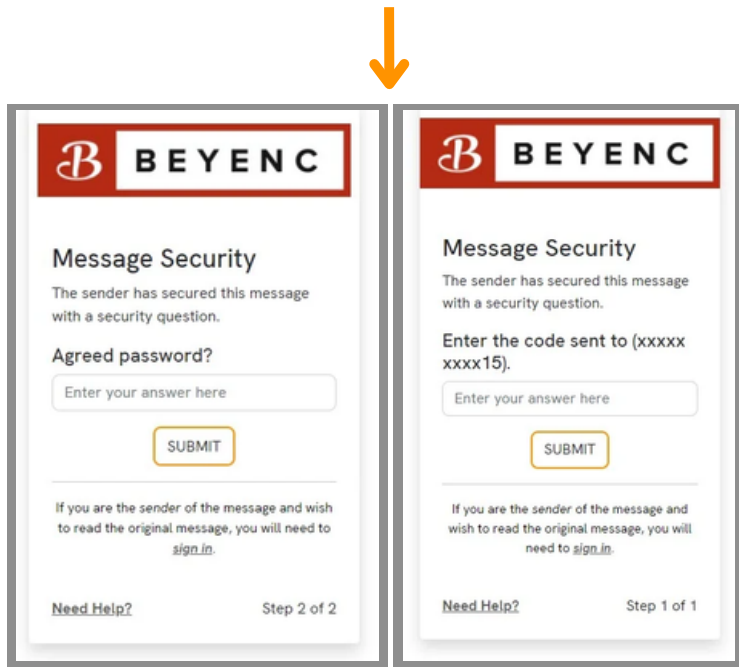 B BEYENC
Message Security
The sender has secured this message
with a security question.
Agreed password?
Enter your answer here
SUBMIT
If you are the sender of the message and wish
to read the original message, you will need to
sign in.
Need Help? Step 2 of 2
B BEYENC
Message Security
The sender has secured this message
with a security question.
Enter the code sent to (xxxxx
xxxx15).
Enter your answer here
SUBMIT
If you are the sender of the message and
wish to read the original message, you will
need to sign in.
Need Help? Step 1 of 1